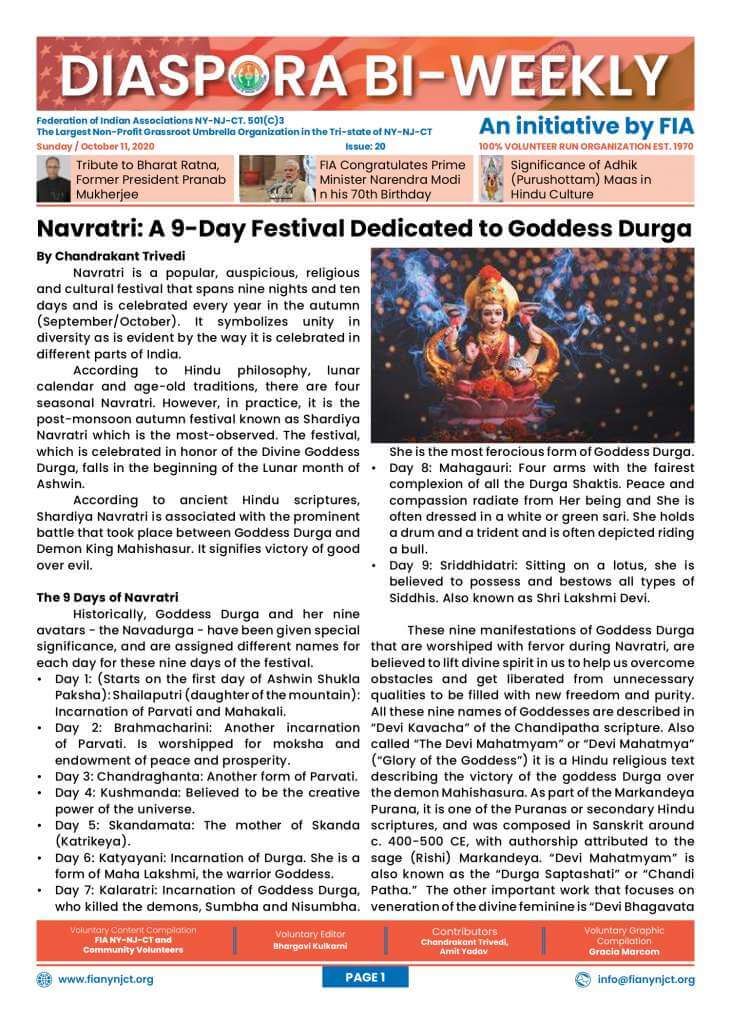 DIASPORA BI-WEEKLY
Federation of Indian Associations NY-NJ-CT. 501(C)3
The Largest Non-Profit Grassroot Umbrella Organization in the Tri-state of NY-NJ-CT
An initiative by FIA
Sunday / October 11, 2020
Issue: 20
100% VOLUNTEER RUN ORGANIZATION EST. 1970
Tribute to Bharat Ratna,
Former President Pranab
Mukherjee
FIA Congratulates Prime
Minister Narendra Modi
n his 70th Birthday
Significance of Adhik
(Purushottam) Maas in
Hindu Culture
Navratri: A 9-Day Festival Dedicated to Goddess Durga
By Chandrakant Trivedi
Navratri is a popular, auspicious, religious
and cultural festival that spans nine nights and ten
days and is celebrated every year in the autumn
(September/October). It symbolizes unity in
diversity as is evident by the way it is celebrated in
different parts of India.
According to Hindu philosophy, lunar
calendar and age-old traditions, there are four
seasonal Navratri. However, in practice, it is the
post-monsoon autumn festival known as Shardiya
Navratri which is the most-observed. The festival,
which is celebrated in honor of the Divine Goddess
Durga, falls in the beginning of the Lunar month of
Ashwin.
According to ancient Hindu scriptures,
Shardiya Navratri is associated with the prominent
battle that took place between Goddess Durga and
Demon King Mahishasur. It signifies victory of good
over evil.
The 9 Days of Navratri
Historically, Goddess Durga and her nine
avatars - the Navadurga - have been given special
significance, and are assigned different names for
each day for these nine days of the festival.
• Day 1: (Starts on the first day of Ashwin Shukla
Paksha): Shailaputri (daughter of the mountain):
Incarnation of Parvati and Mahakali.
• Day 2: Brahmacharini: Another incarnation
of Parvati. Is worshipped for moksha and
endowment of peace and prosperity.
• Day 3: Chandraghanta: Another form of Parvati.
• Day 4: Kushmanda: Believed to be the creative
power of the universe.
• Day 5: Skandamata: The mother of Skanda
(Katrikeya).
• Day 6: Katyayani: Incarnation of Durga. She is a
form of Maha Lakshmi, the warrior Goddess.
• Day 7: Kalaratri: Incarnation of Goddess Durga,
who killed the demons, Sumbha and Nisumbha.
She is the most ferocious form of Goddess Durga.
• Day 8: Mahagauri: Four arms with the fairest
complexion of all the Durga Shaktis. Peace and
compassion radiate from Her being and She is
often dressed in a white or green sari. She holds
a drum and a trident and is often depicted riding
a bull.
• Day 9: Sriddhidatri: Sitting on a lotus, she is
believed to possess and bestows all types of
Siddhis. Also known as Shri Lakshmi Devi.
These nine manifestations of Goddess Durga
that are worshiped with fervor during Navratri, are
believed to lift divine spirit in us to help us overcome
obstacles and get liberated from unnecessary
qualities to be filled with new freedom and purity.
All these nine names of Goddesses are described in
“Devi Kavacha” of the Chandipatha scripture. Also
called “The Devi Mahatmyam” or “Devi Mahatmya”
(“Glory of the Goddess”) it is a Hindu religious text
describing the victory of the goddess Durga over
the demon Mahishasura. As part of the Markandeya
Purana, it is one of the Puranas or secondary Hindu
scriptures, and was composed in Sanskrit around
c. 400-500 CE, with authorship attributed to the
sage (Rishi) Markandeya. “Devi Mahatmyam” is
also known as the “Durga Saptashati” or “Chandi
Patha.” The other important work that focuses on
veneration of the divine feminine is “Devi Bhagavata
Voluntary Content Compilation
FIA NY-NJ-CT and
Community Volunteers
Voluntary Editor
Bhargavi Kulkarni
Contributors
Chandrakant Trivedi,
Amit Yadav
Voluntary Graphic
Compilation
Gracia Marcom
www.fianynjct.org
PAGE 1
info@fianynjct.org